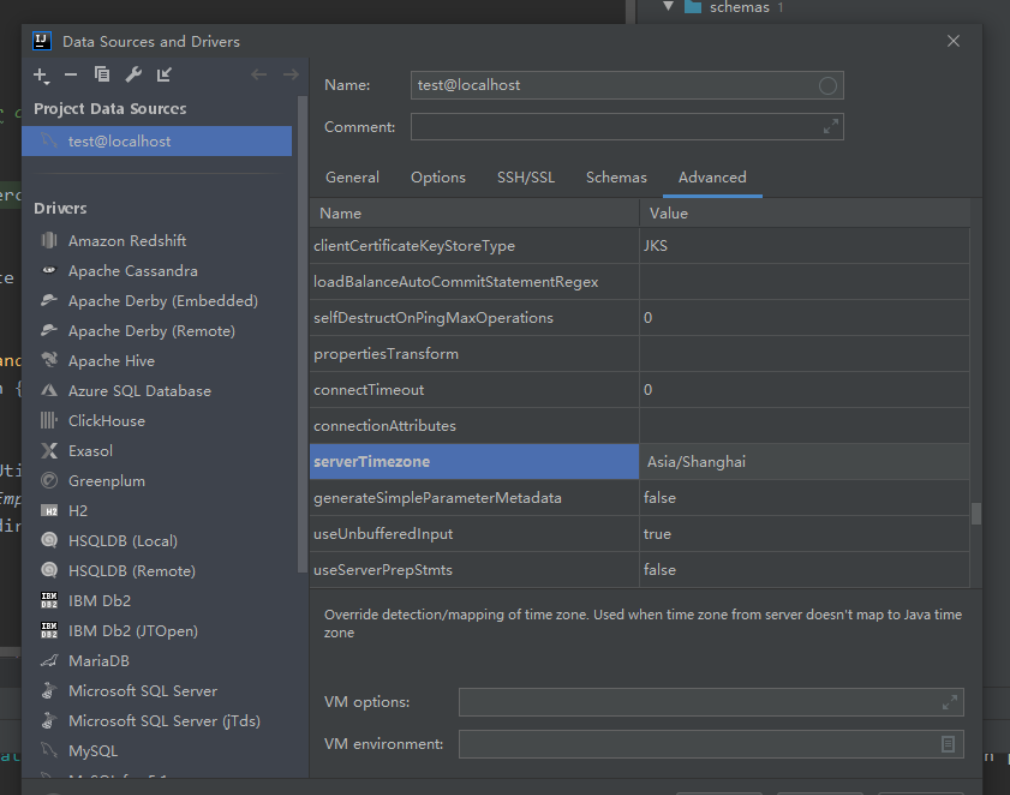 schemas 1
Data Sources and Drivers
Project Data Sources
test@localhost
Drivers
Amazon Redshift
Apache Cassandra
Apache Derby (Embedded)
Apache Derby (Remote)
Apache Hive
Azure SQL Database
ClickHouse
Exasol
Greenplum
H2
HSQLDB (Local)
HSQLDB (Remote)
IBM Db2
IBM Db2 (JTOpen)
MariaDB
Microsoft SQL Server
Microsoft SQL Server (jTds)
MySQL
Name: test@localhost
Comment:
General Options SSH/SSL Schemas Advanced
Name Value
clientCertificateKeyStoreType JKS
loadBalanceAutoCommitStatementRegex
selfDestructOnPingMaxOperations 0
propertiesTransform
connectTimeout 0
connectionAttributes
serverTimezone Asia/Shanghai
generateSimpleParameterMetadata false
useUnbufferedInput true
useServerPrepStmts false
Override detection/mapping of time zone. Used when time zone from server doesn't map to Java time
zone
VM options:
VM environment: